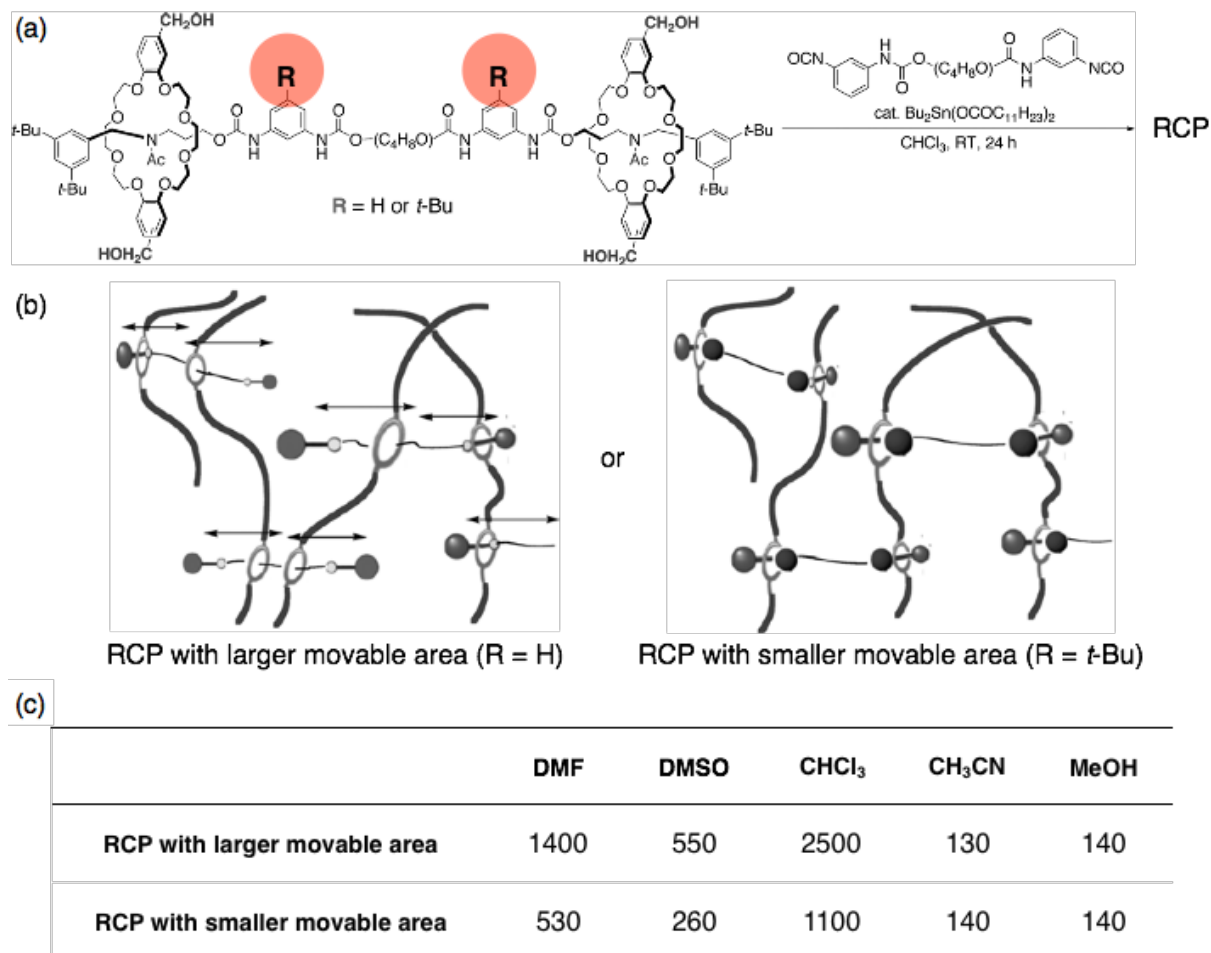 (a)
CH₂OH
R
R
CH₂OH
OCN
H
N
O
O
O-(C₄H₈O)
O
N
H
NCO
cat. Bu₂Sn(OCOC₁₁H₂₃)₂
CHCl₃, RT, 24 h
RCP
t-Bu
t-Bu
N
Ac
O
O
N
H
N
H
O
O-(C₄H₈O)
O
N
H
N
H
O
O
N
Ac
t-Bu
t-Bu
R = H or t-Bu
HOH₂C
HOH₂C
(b)
or
RCP with larger movable area (R = H)
RCP with smaller movable area (R = t-Bu)
(c)
DMF DMSO CHCl₃ CH₃CN MeOH
RCP with larger movable area 1400 550 2500 130 140
RCP with smaller movable area 530 260 1100 140 140